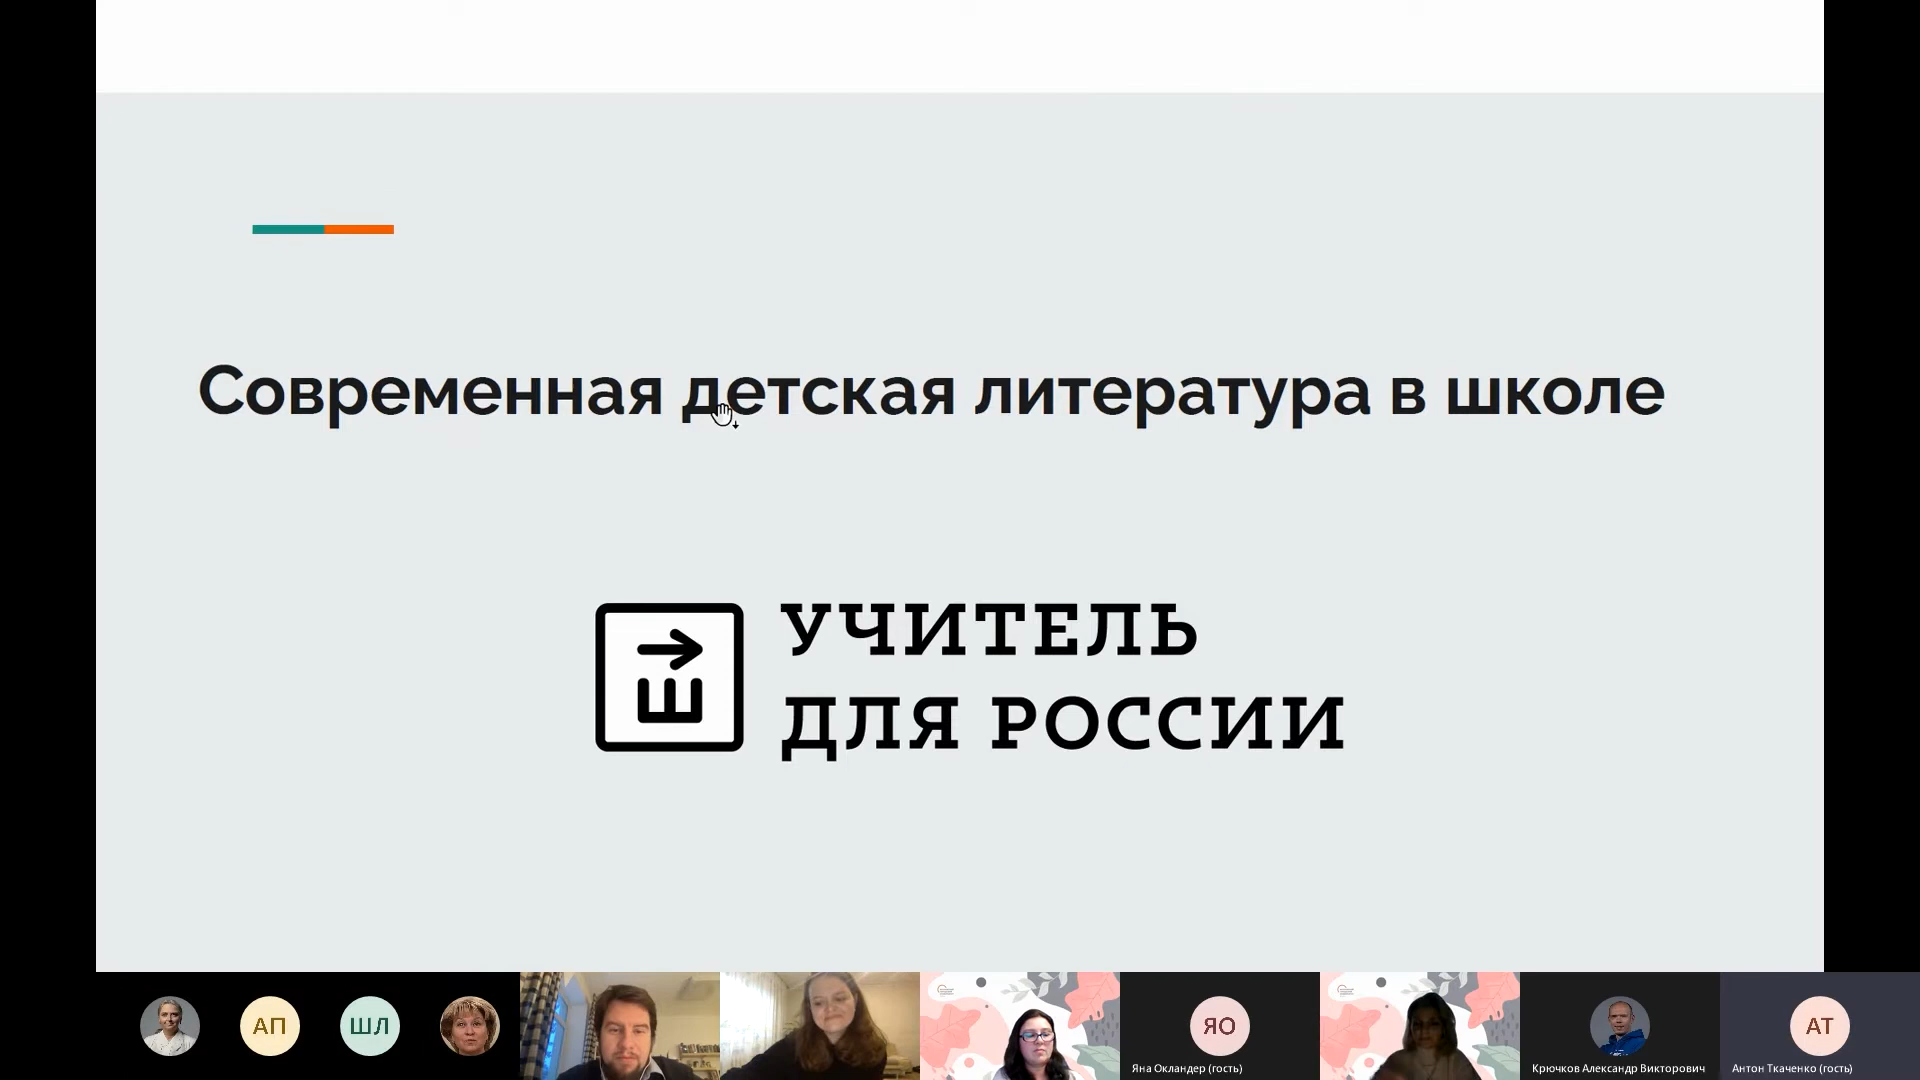 Современная детская литература в школе
УЧИТЕЛЬ
ДЛЯ РОССИИ
АП
ШЛ
ЯО
АТ
Яна Окландер (гость)
Крючков Александр Викторович
Антон Ткаченко (гость)